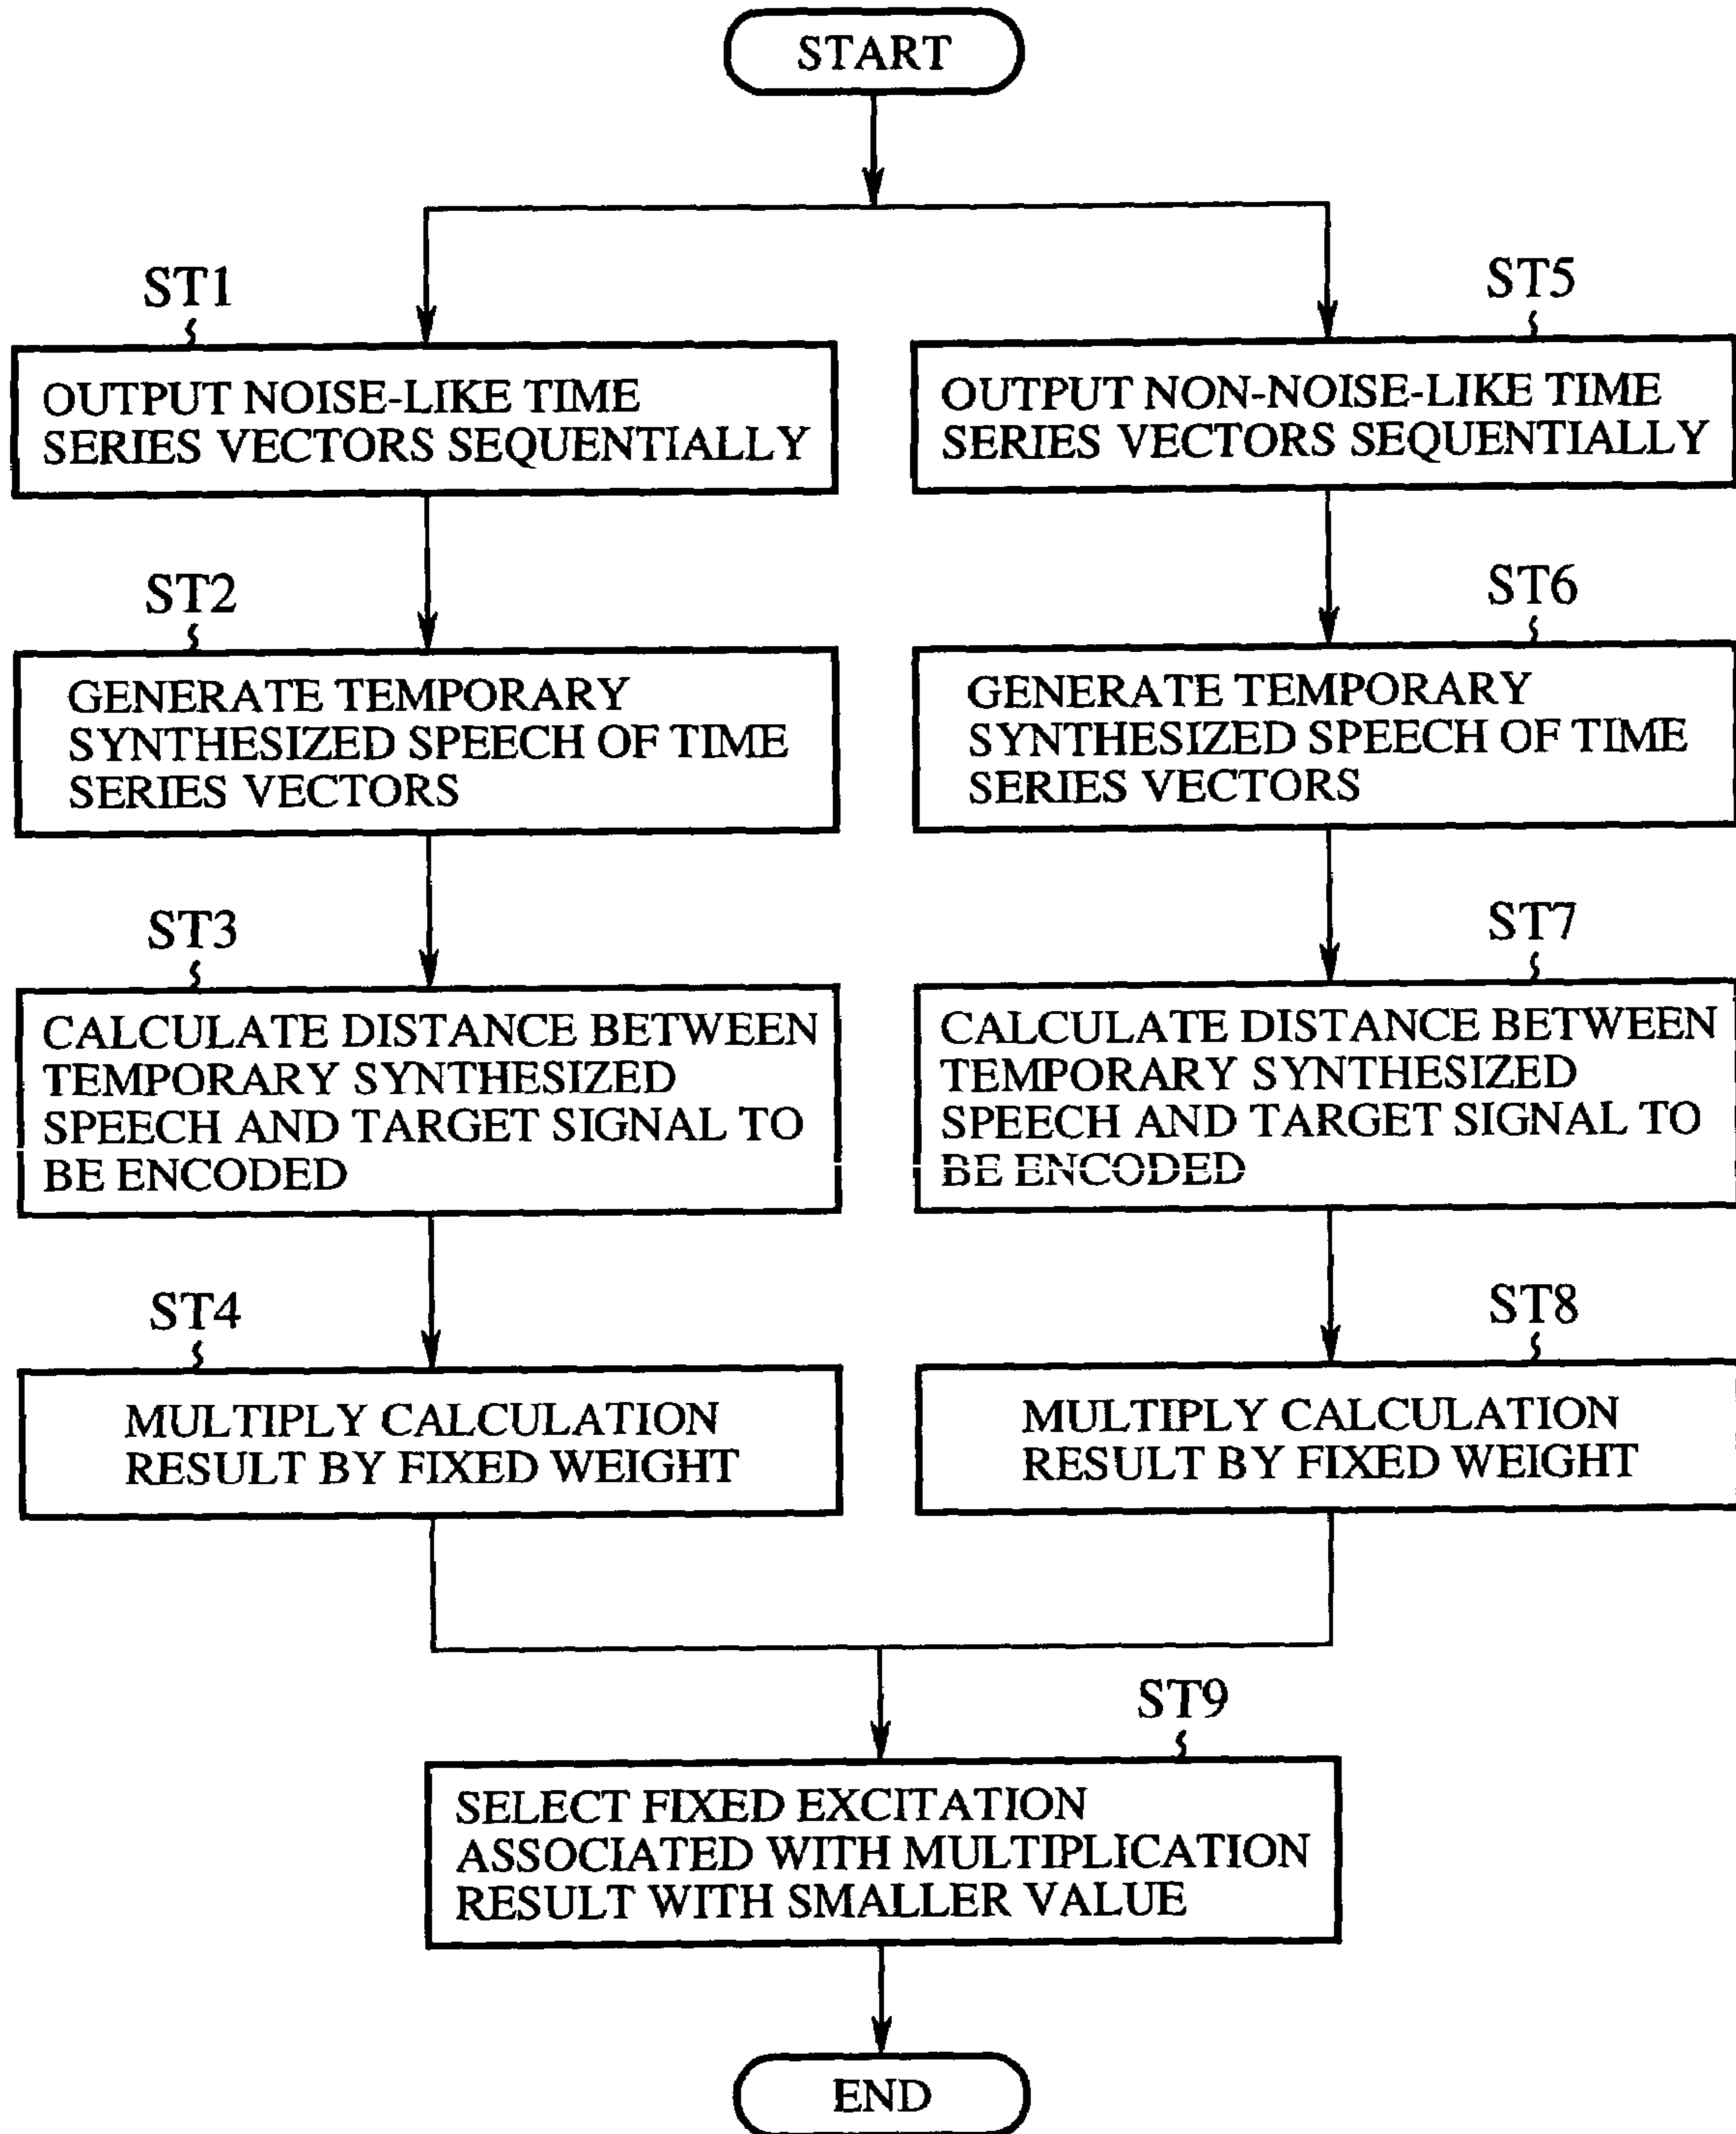 START
ST1
OUTPUT NOISE-LIKE TIME
SERIES VECTORS SEQUENTIALLY
ST2
GENERATE TEMPORARY
SYNTHESIZED SPEECH OF TIME
SERIES VECTORS
ST3
CALCULATE DISTANCE BETWEEN
TEMPORARY SYNTHESIZED
SPEECH AND TARGET SIGNAL TO
BE ENCODED
ST4
MULTIPLY CALCULATION
RESULT BY FIXED WEIGHT
ST5
OUTPUT NON-NOISE-LIKE TIME
SERIES VECTORS SEQUENTIALLY
ST6
GENERATE TEMPORARY
SYNTHESIZED SPEECH OF TIME
SERIES VECTORS
ST7
CALCULATE DISTANCE BETWEEN
TEMPORARY SYNTHESIZED
SPEECH AND TARGET SIGNAL TO
BE ENCODED
ST8
MULTIPLY CALCULATION
RESULT BY FIXED WEIGHT
ST9
SELECT FIXED EXCITATION
ASSOCIATED WITH MULTIPLICATION
RESULT WITH SMALLER VALUE
END